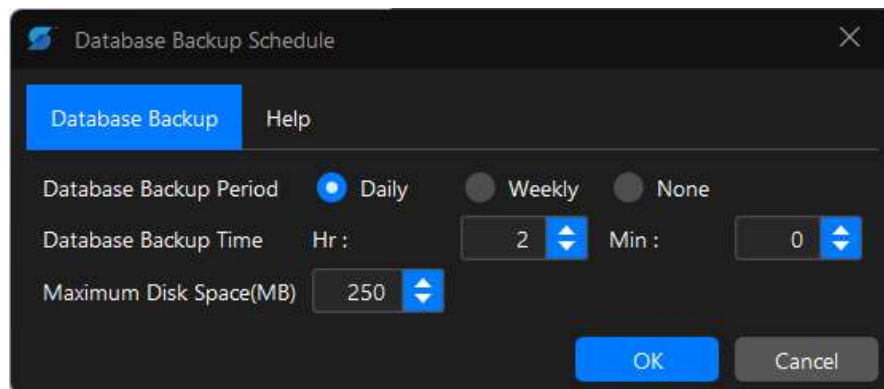 Database Backup Schedule
Database Backup Help
Database Backup Period Daily Weekly None
Database Backup Time Hr : 2 Min : 0
Maximum Disk Space(MB) 250
OK Cancel